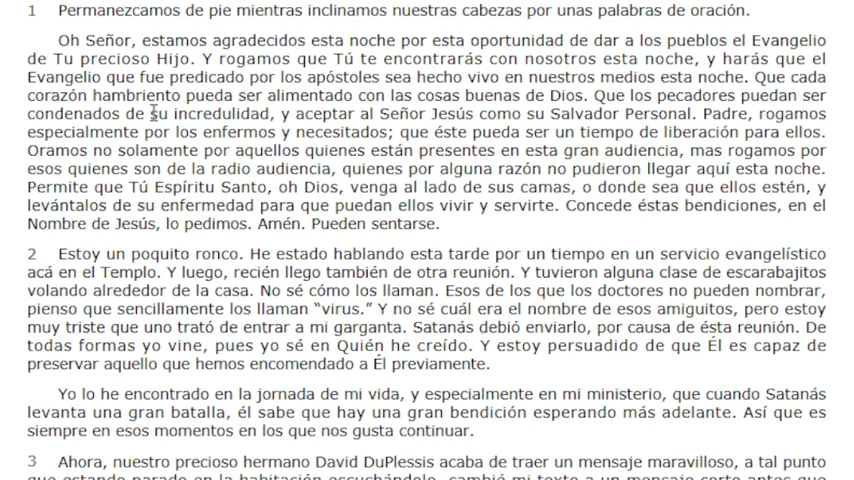 1 Permanezcamos de pie mientras inclinamos nuestras cabezas por unas palabras de oración.
Oh Señor, estamos agradecidos esta noche por esta oportunidad de dar a los pueblos el Evangelio
de Tu precioso Hijo. Y rogamos que Tú te encontrarás con nosotros esta noche, y harás que el
Evangelio que fue predicado por los apóstoles sea hecho vivo en nuestros medios esta noche. Que cada
corazón hambriento pueda ser alimentado con las cosas buenas de Dios. Que los pecadores puedan ser
condenados de su incredulidad, y aceptar al Señor Jesús como su Salvador Personal. Padre, rogamos
especialmente por los enfermos y necesitados; que éste pueda ser un tiempo de liberación para ellos.
Oramos no solamente por aquellos quienes están presentes en esta gran audiencia, mas rogamos por
esos quienes son de la radio audiencia, quienes por alguna razón no pudieron llegar aquí esta noche.
Permite que Tú Espíritu Santo, oh Dios, venga al lado de sus camas, o donde sea que ellos estén, y
levántalos de su enfermedad para que puedan ellos vivir y servirte. Concede éstas bendiciones, en el
Nombre de Jesús, lo pedimos. Amén. Pueden sentarse.
2 Estoy un poquito ronco. He estado hablando esta tarde por un tiempo en un servicio evangelístico
acá en el Templo. Y luego, recién llego también de otra reunión. Y tuvieron alguna clase de escarabajitos
volando alrededor de la casa. No sé cómo los llaman. Esos de los que los doctores no pueden nombrar,
pienso que sencillamente los llaman “virus.” Y no sé cuál era el nombre de esos amiguitos, pero estoy
muy triste que uno trató de entrar a mi garganta. Satanás debió enviarlo, por causa de ésta reunión. De
todas formas yo vine, pues yo sé en Quién he creído. Y estoy persuadido de que Él es capaz de
preservar aquello que hemos encomendado a Él previamente.
Yo lo he encontrado en la jornada de mi vida, y especialmente en mi ministerio, que cuando Satanás
levanta una gran batalla, él sabe que hay una gran bendición esperando más adelante. Así que es
siempre en esos momentos en los que nos gusta continuar.
3 Ahora, nuestro precioso hermano David DuPlessis acaba de traer un mensaje maravilloso, a tal punto
que estando parado en la habitación escuchándolo, cambié mi texto a un mensaje corto antes que